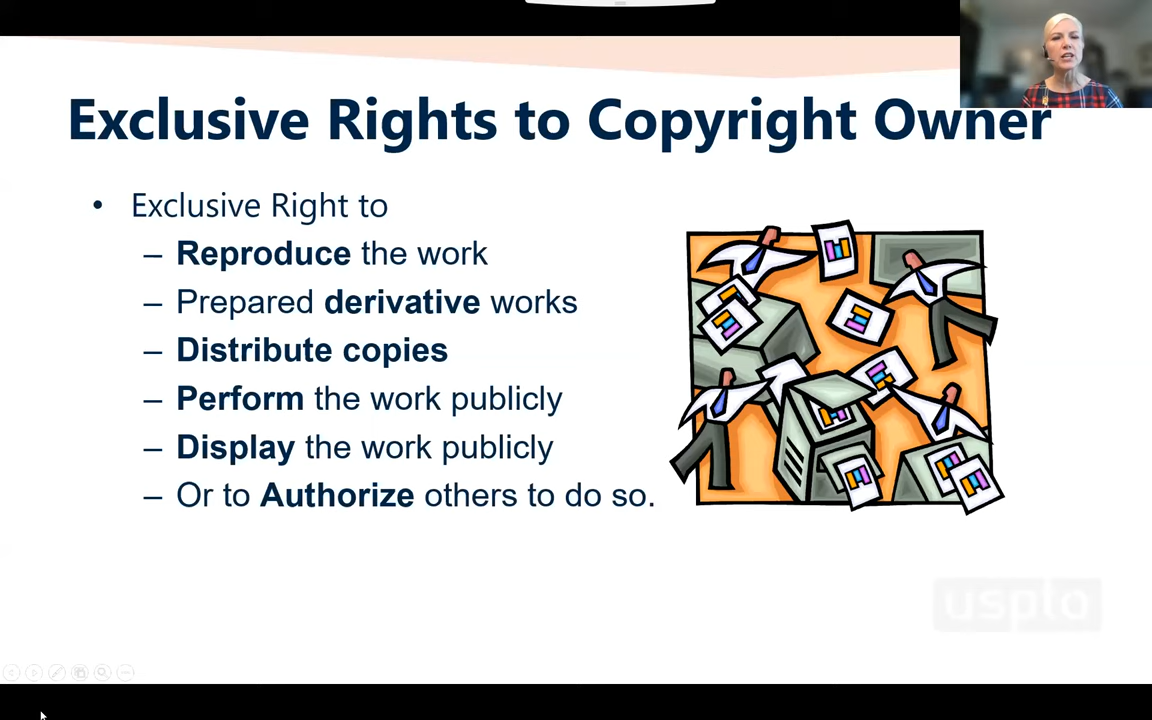 Exclusive Rights to Copyright Owner
• Exclusive Right to
– Reproduce the work
– Prepared derivative works
– Distribute copies
– Perform the work publicly
– Display the work publicly
– Or to Authorize others to do so.
uspto